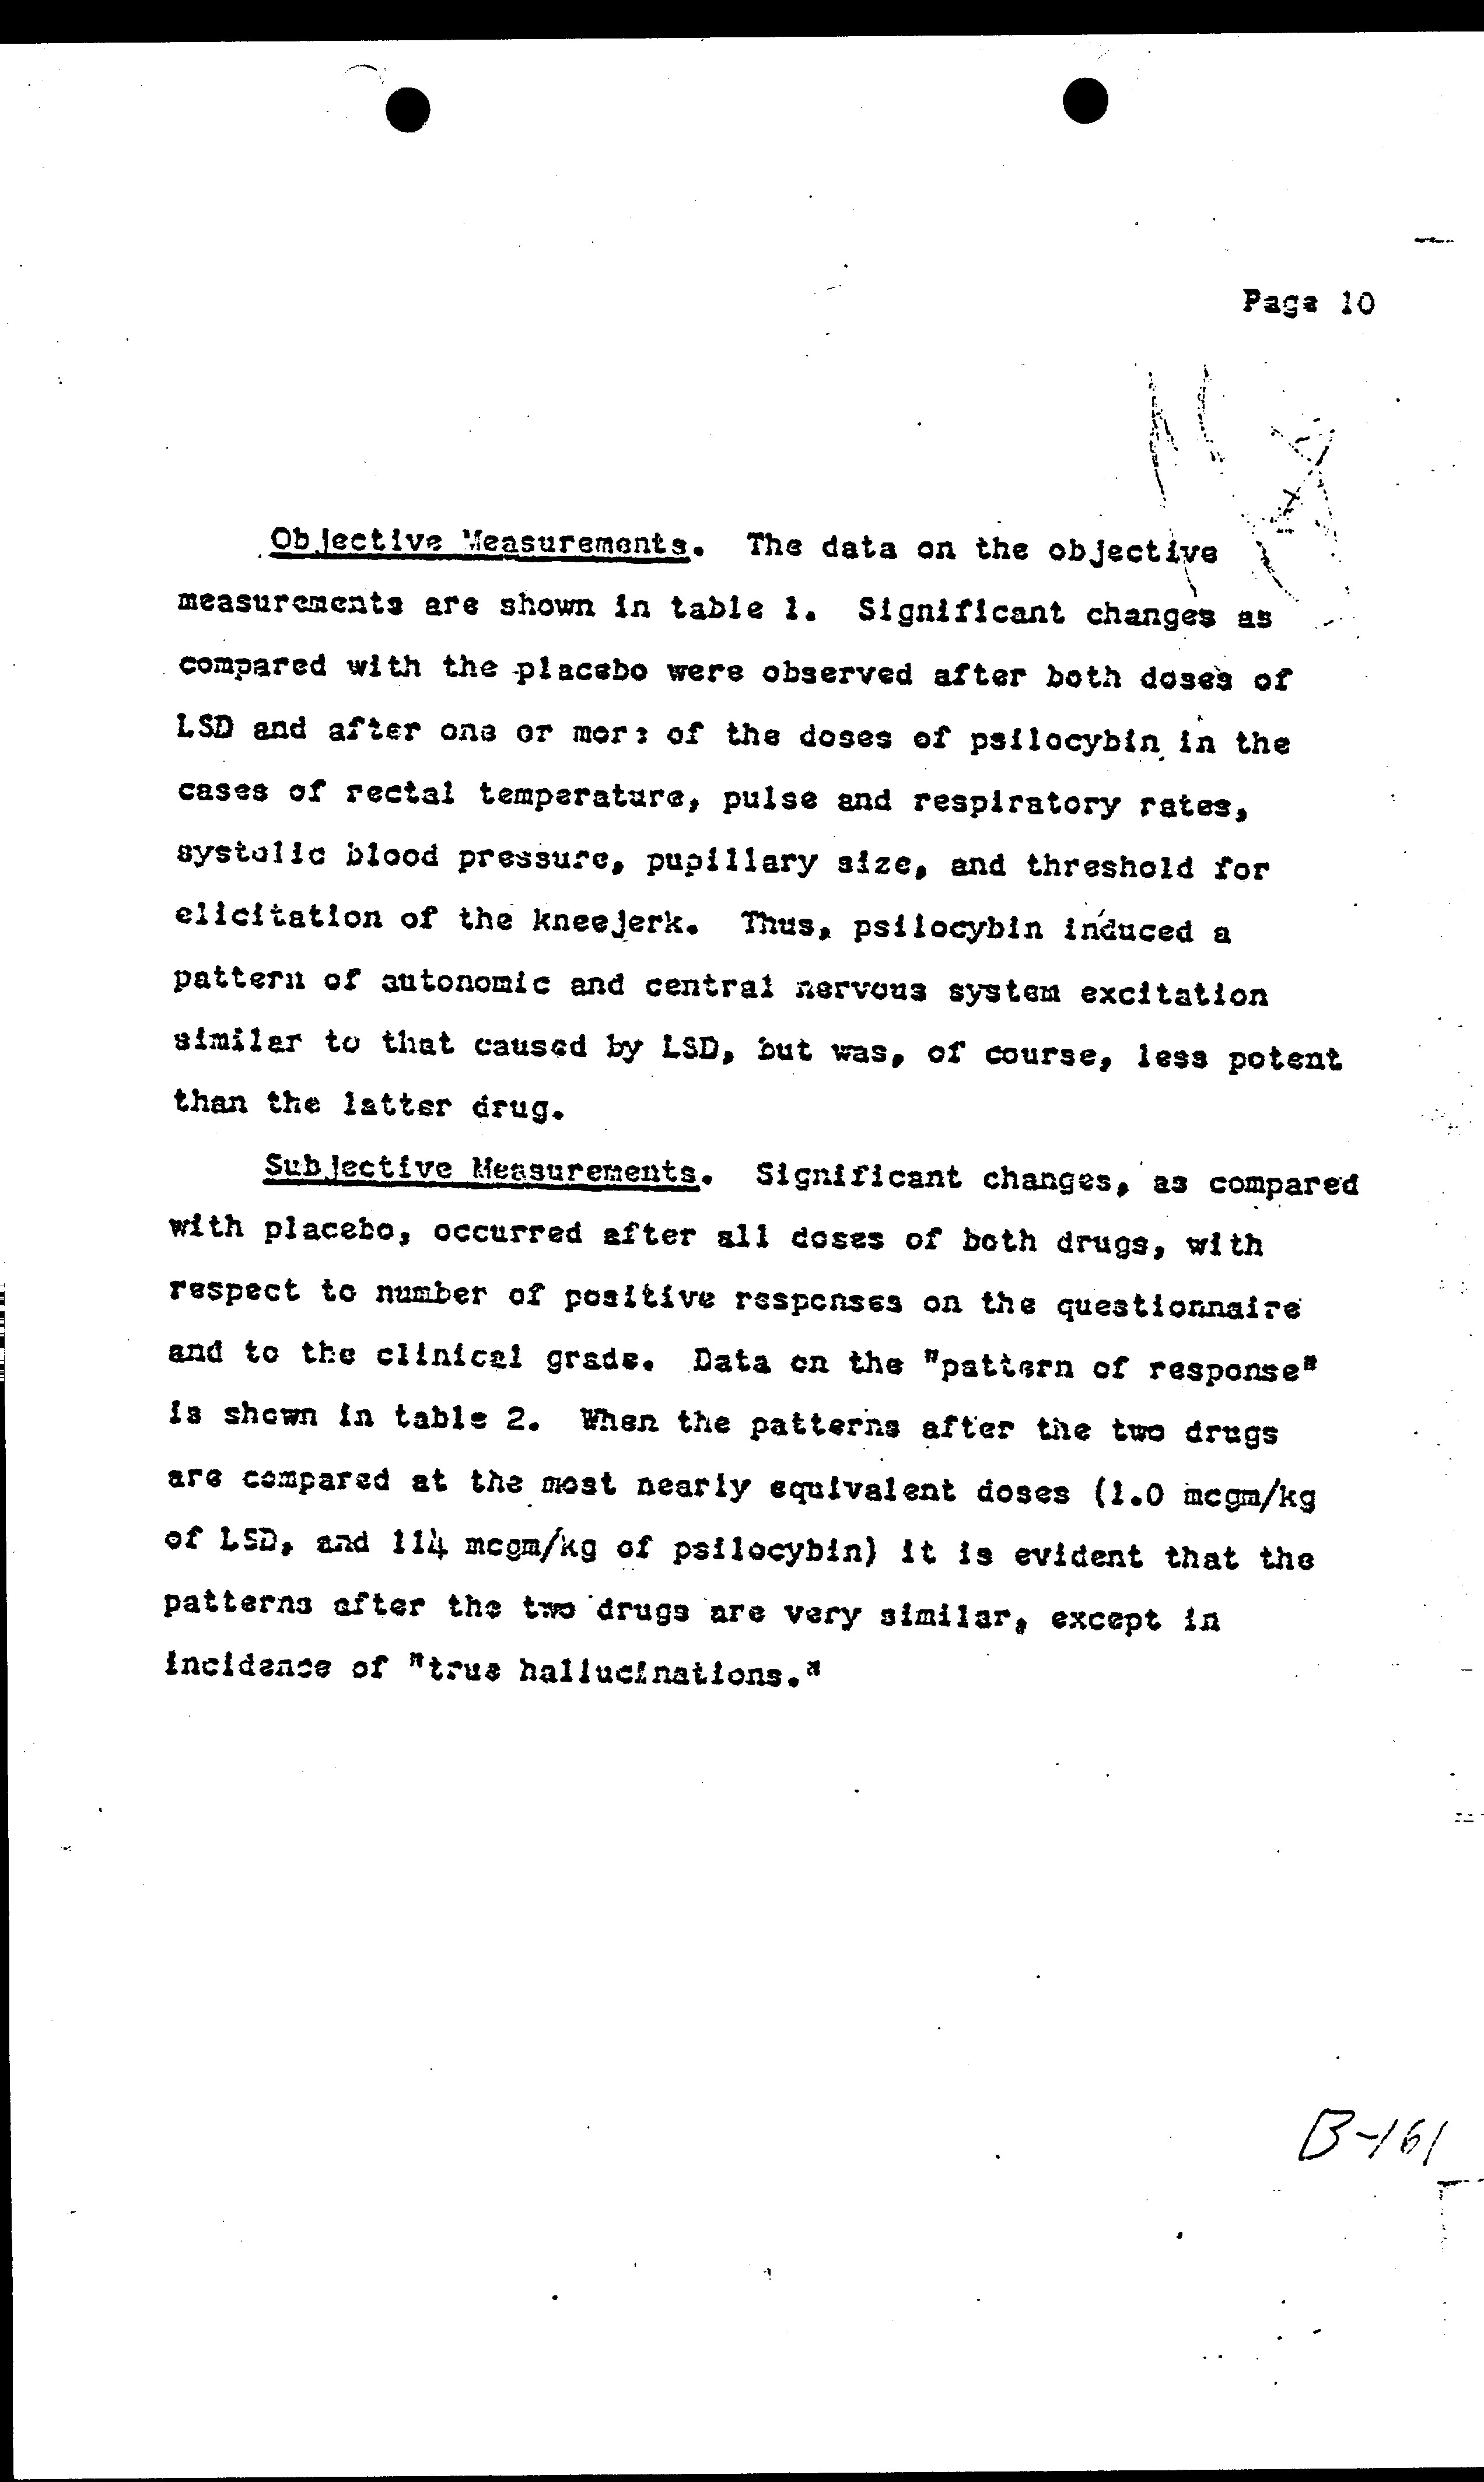 Page 10
Objective Measurements. The data on the objective
measurements are shown in table 1. Significant changes as
compared with the placebo were observed after both doses of
LSD and after one or more of the doses of psilocybin in the
cases of rectal temperature, pulse and respiratory rates,
systolic blood pressure, pupillary size, and threshold for
elicitation of the kneejerk. Thus, psilocybin induced a
pattern of autonomic and central nervous system excitation
similar to that caused by LSD, but was, of course, less potent
than the latter drug.
Subjective Measurements. Significant changes, as compared
with placebo, occurred after all doses of both drugs, with
respect to number of positive responses on the questionnaire
and to the clinical grade. Data on the "pattern of response"
is shown in table 2. When the patterns after the two drugs
are compared at the most nearly equivalent doses (1.0 mcgm/kg
of LSD, and 114 mcgm/kg of psilocybin) it is evident that the
patterns after the two drugs are very similar, except in
incidence of "true hallucinations."
B-161